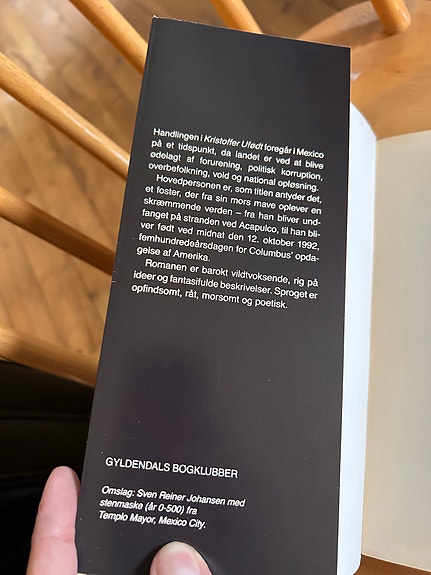 Handlingen i Kristoffer Ufødt foregår i Mexico
på et tidspunkt, da landet er ved at blive
ødelagt af forurening, politisk korruption,
overbefolkning, vold og national opløsning.
Hovedpersonen er, som titlen antyder det,
et foster, der fra sin mors mave oplever en
skræmmende verden – fra han bliver und-
fanget på stranden ved Acapulco, til han bli-
ver født ved midnat den 12. oktober 1992,
femhundredeårsdagen for Columbus' opda-
gelse af Amerika.
Romanen er barokt vildtvoksende, rig på
ideer og fantasifulde beskrivelser. Sproget er
opfindsomt, råt, morsomt og poetisk.
GYLDENDALS BOGKLUBBER
Omslag: Sven Reiner Johansen med
stenmaske (år 0-500) fra
Templo Mayor, Mexico City.